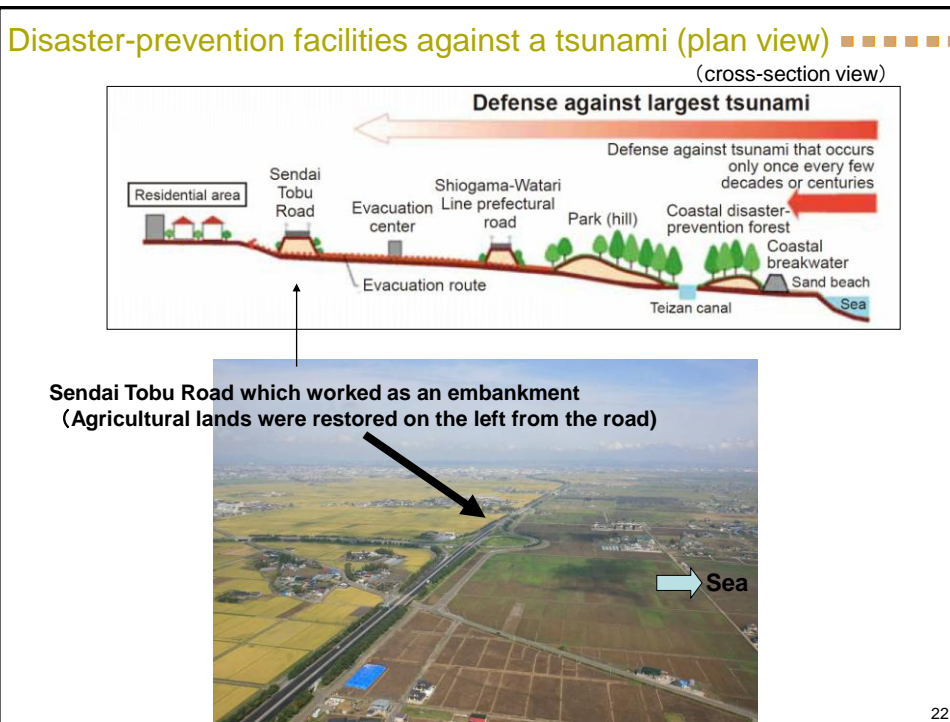 Disaster-prevention facilities against a tsunami (plan view)
（cross-section view）
Defense against largest tsunami
Defense against tsunami that occurs
only once every few
decades or centuries
Residential area
Sendai
Tobu
Road
Evacuation
center
Shiogama-Watari
Line prefectural
road
Park (hill)
Coastal disaster-
prevention forest
Coastal
breakwater
Sand beach
Sea
Evacuation route
Teizan canal
Sendai Tobu Road which worked as an embankment
（Agricultural lands were restored on the left from the road)
Sea
22